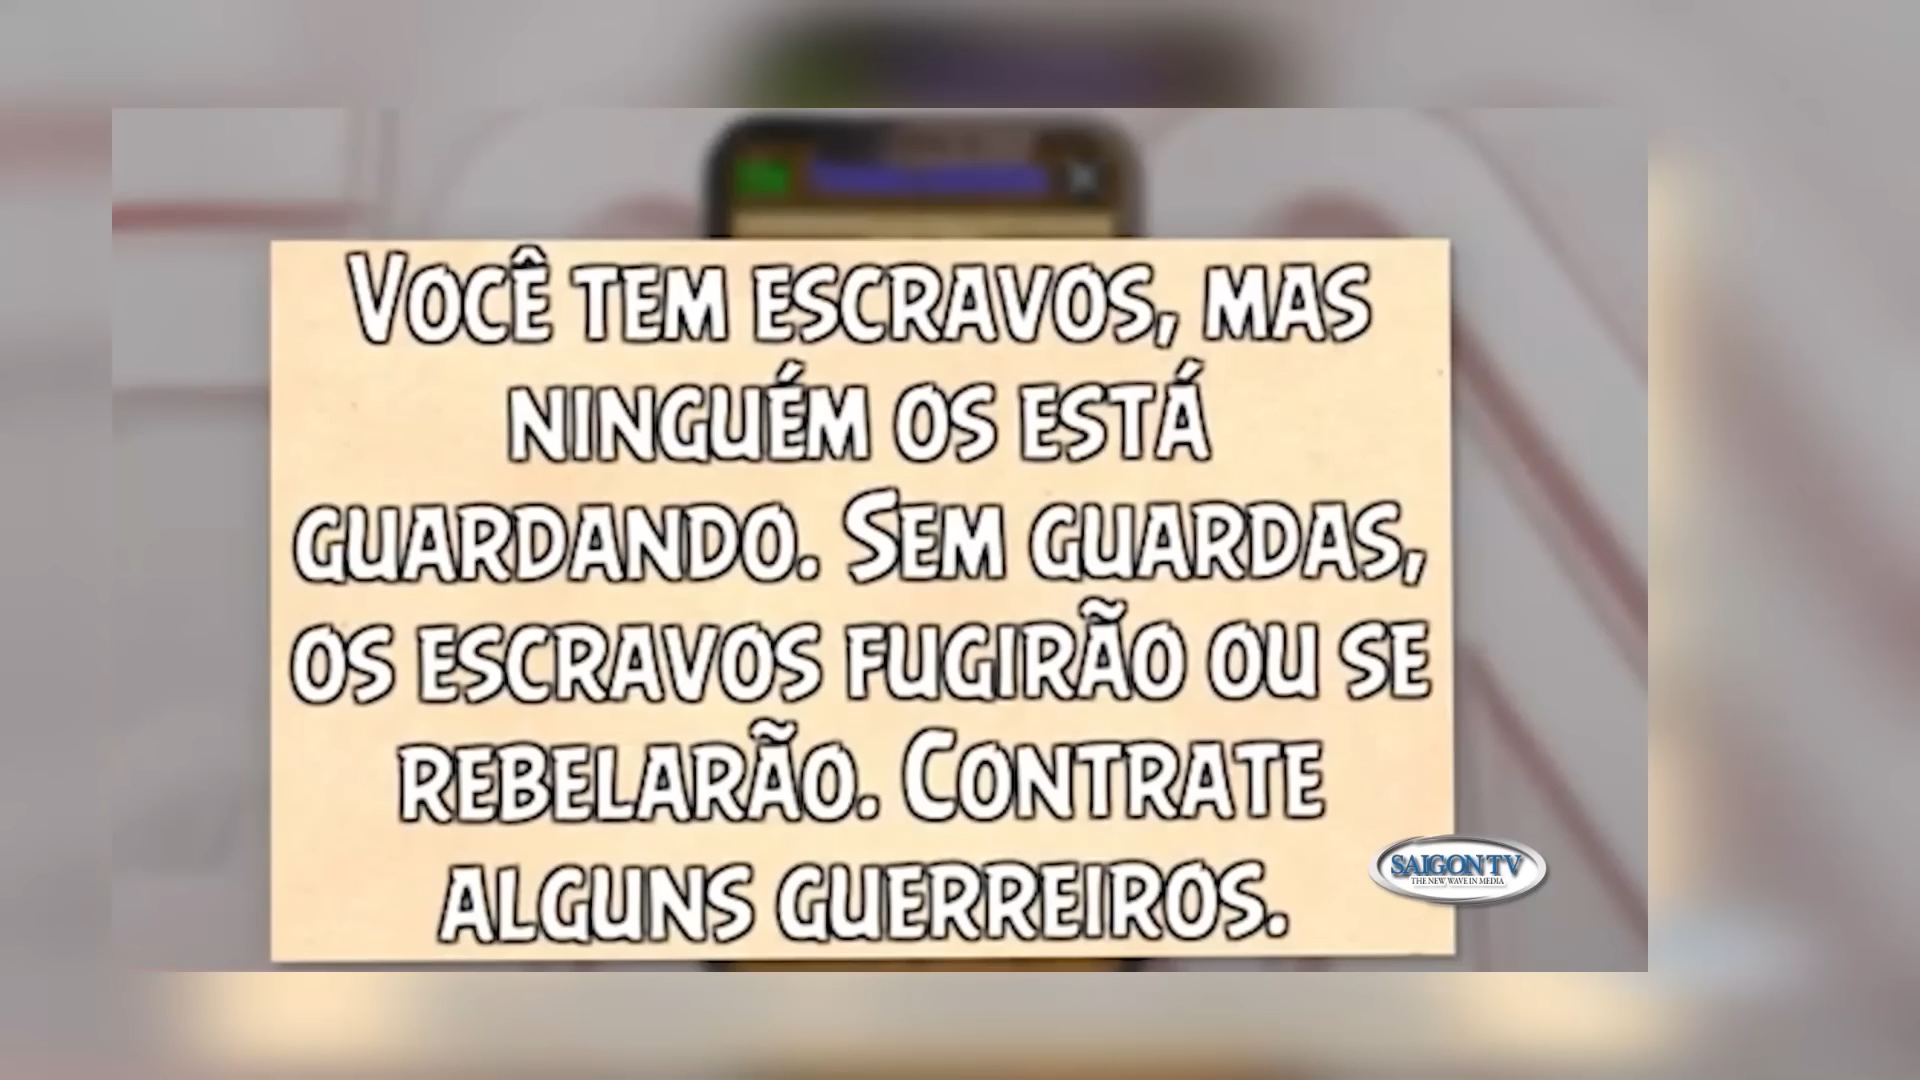 Você tem escravos, mas
ninguém os está
guardando. Sem guardas,
os escravos fugirão ou se
rebelarão. Contrate
alguns guerreiros.
SAIGON TV
THE NEW WAVE IN MEDIA